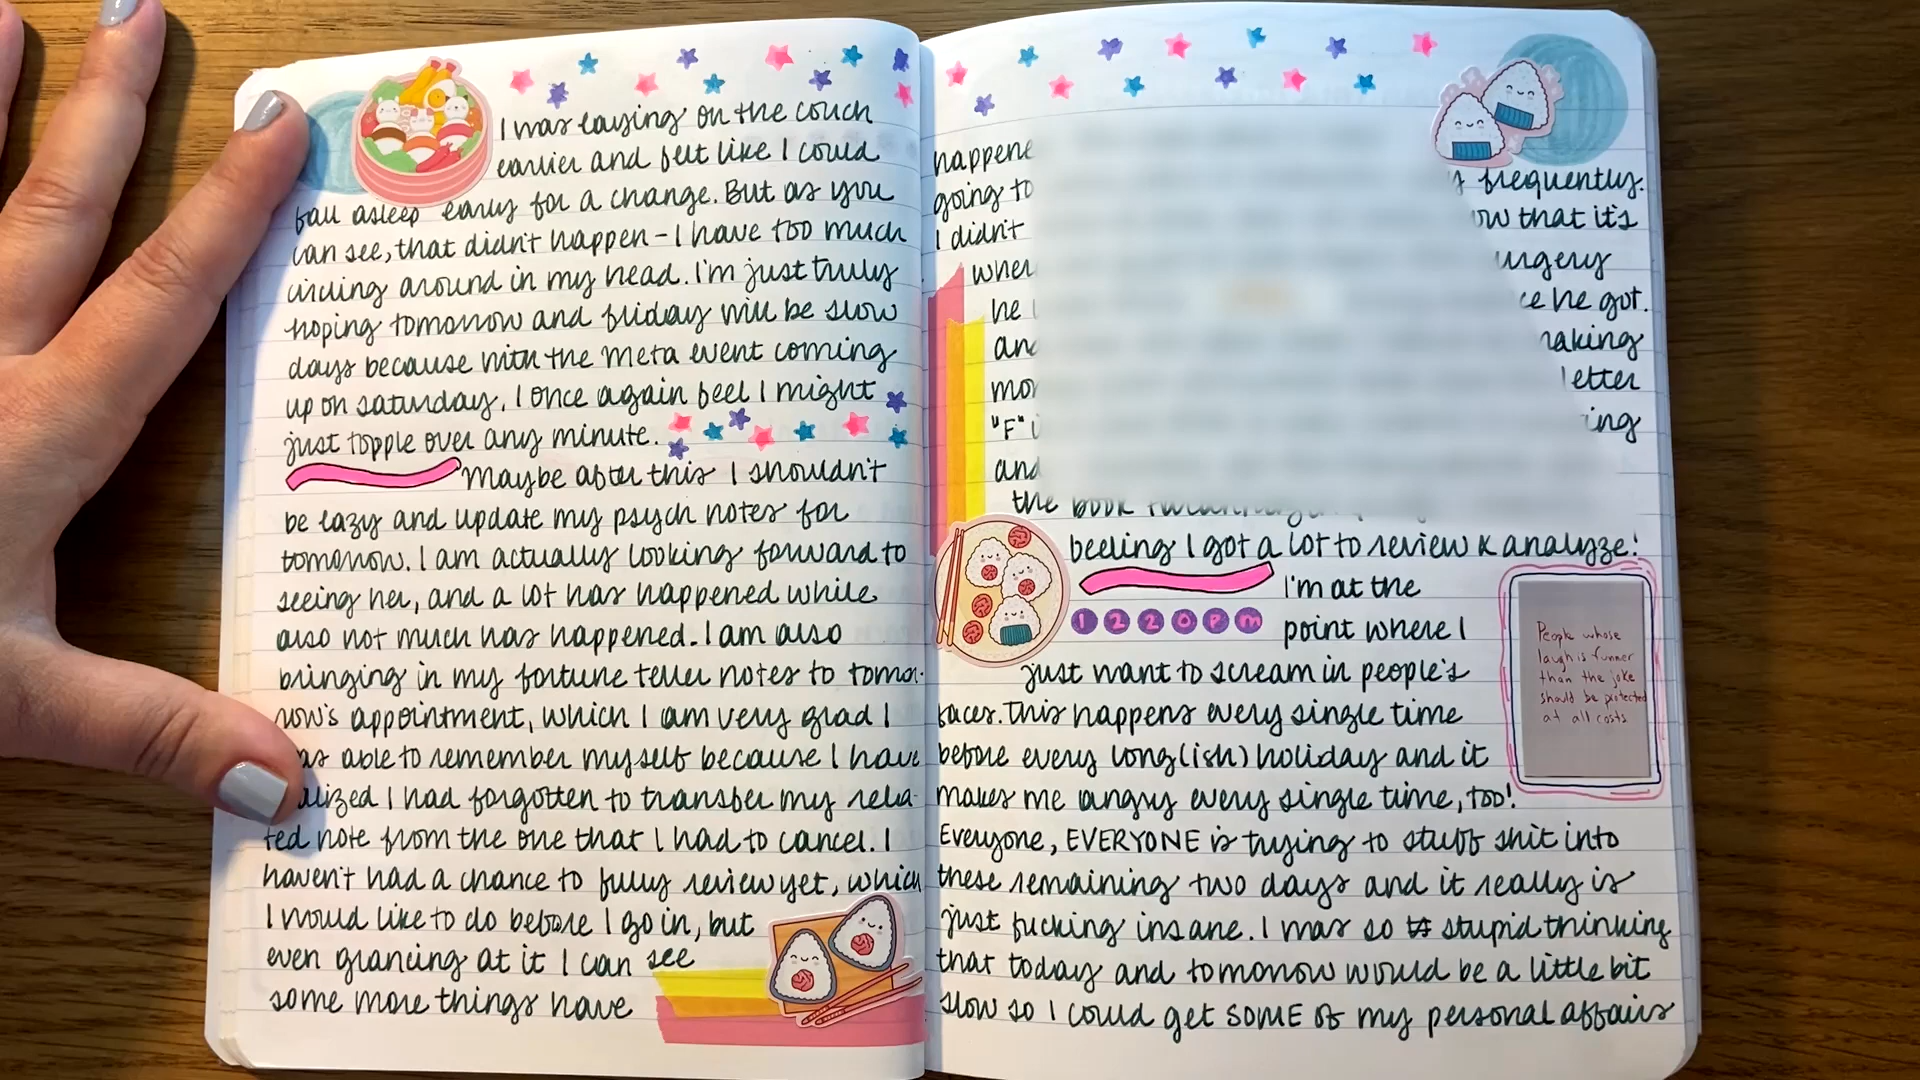 I was laying on the couch
earlier and felt like I could
fall asleep early for a change. But as you
can see, that didn't happen - I have too much
circling around in my head. I'm just truly
hoping tomorrow and friday will be slow
days because with the meta event coming
up on saturday, I once again feel I might
just topple over any minute.
Maybe after this I shouldn't
be lazy and update my psych notes for
tomorrow. I am actually looking forward to
seeing her, and a lot has happened while
also not much has happened. I am also
bringing in my fortune teller notes to tomor-
row's appointment, which I am very glad I
as able to remember myself because I have
alized I had forgotten to transfer my rela-
ted note from the one that I had to cancel. I
haven't had a chance to fully review yet, which
I would like to do before I go in, but
even glancing at it I can see
some more things have
happene
going to frequently.
I didn't ow that it's
when urgery
he ce he got.
and making
mor letter
"F" ing
and
the book
feeling I got a lot to review & analyze!
I'm at the
1220PM point where I
just want to scream in people's
faces. This happens every single time
before every long(ish) holiday and it
makes me angry every single time, too!
Everyone, EVERYONE is trying to stuff shit into
these remaining two days and it really is
just fucking insane. I was so stupid thinking
that today and tomorrow would be a little bit
slow so I could get SOME of my personal affairs
People whose
laugh is funner
than the joke
should be protected
at all costs